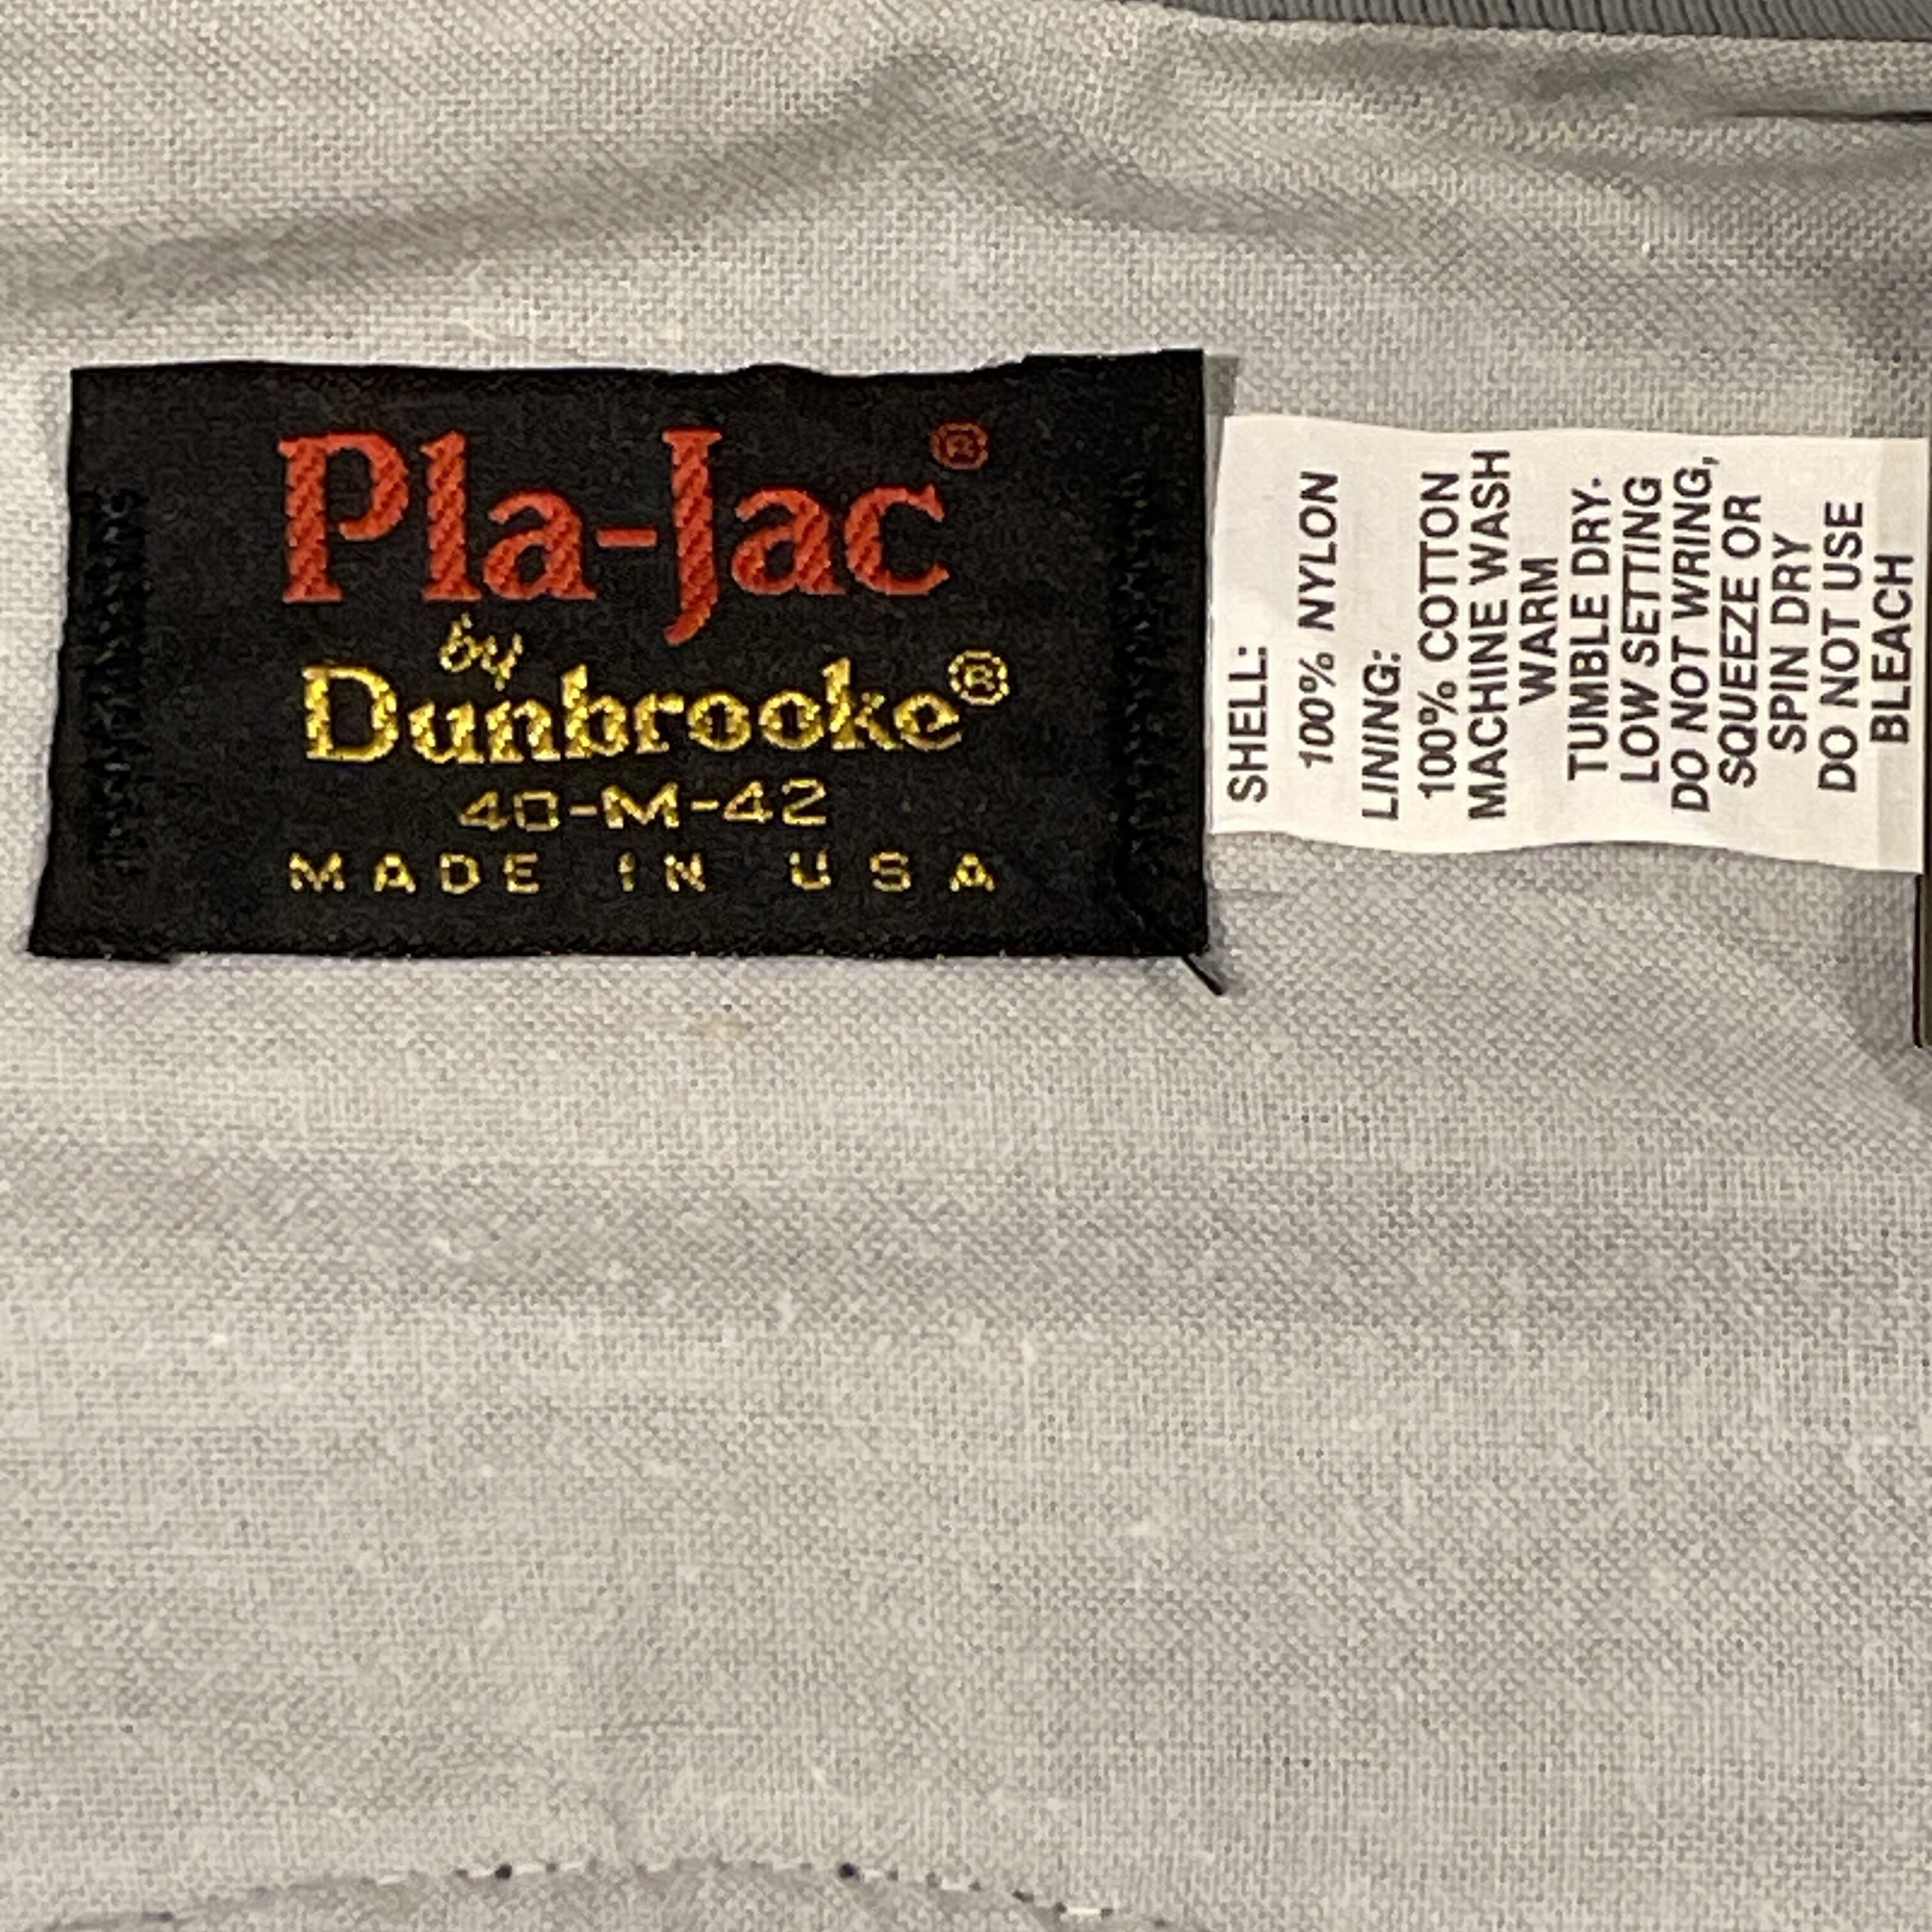 Pla-Jac®
by
Dunbrooke®
40-M-42
MADE IN USA
SHELL:
100% NYLON
LINING:
100% COTTON
MACHINE WASH
WARM
TUMBLE DRY-
LOW SETTING
DO NOT WRING,
SQUEEZE OR
SPIN DRY
DO NOT USE
BLEACH